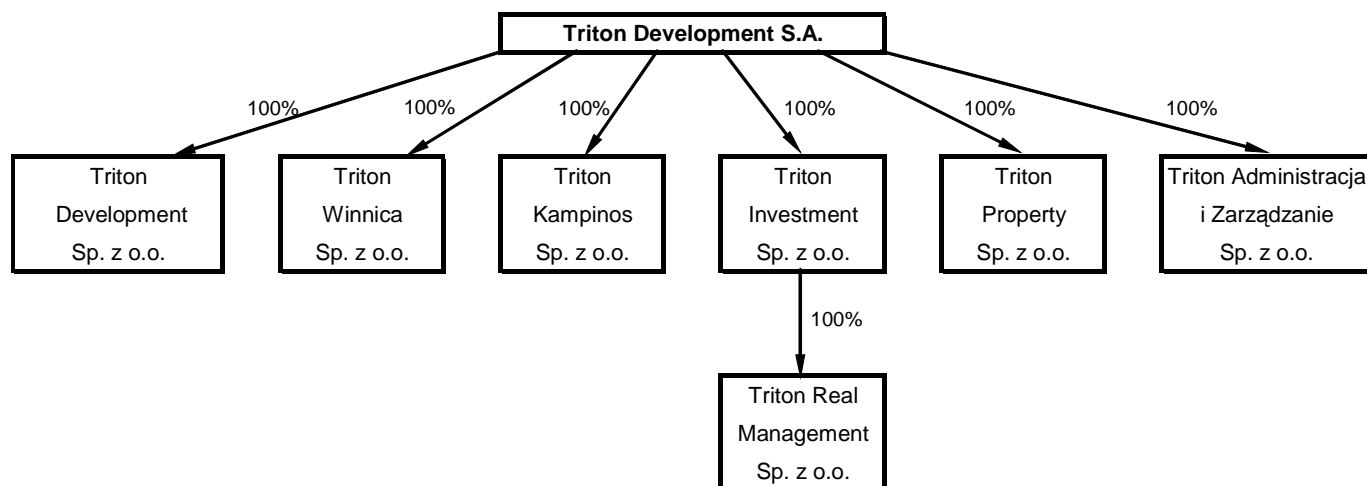 Triton Development S.A.
100%
100%
100%
100%
100%
100%
Triton
Development
Sp. z o.o.
Triton
Winnica
Sp. z o.o.
Triton
Kampinos
Sp. z o.o.
Triton
Investment
Sp. z o.o.
Triton
Property
Sp. z o.o.
Triton Administracja
i Zarządzanie
Sp. z o.o.
100%
Triton Real
Management
Sp. z o.o.